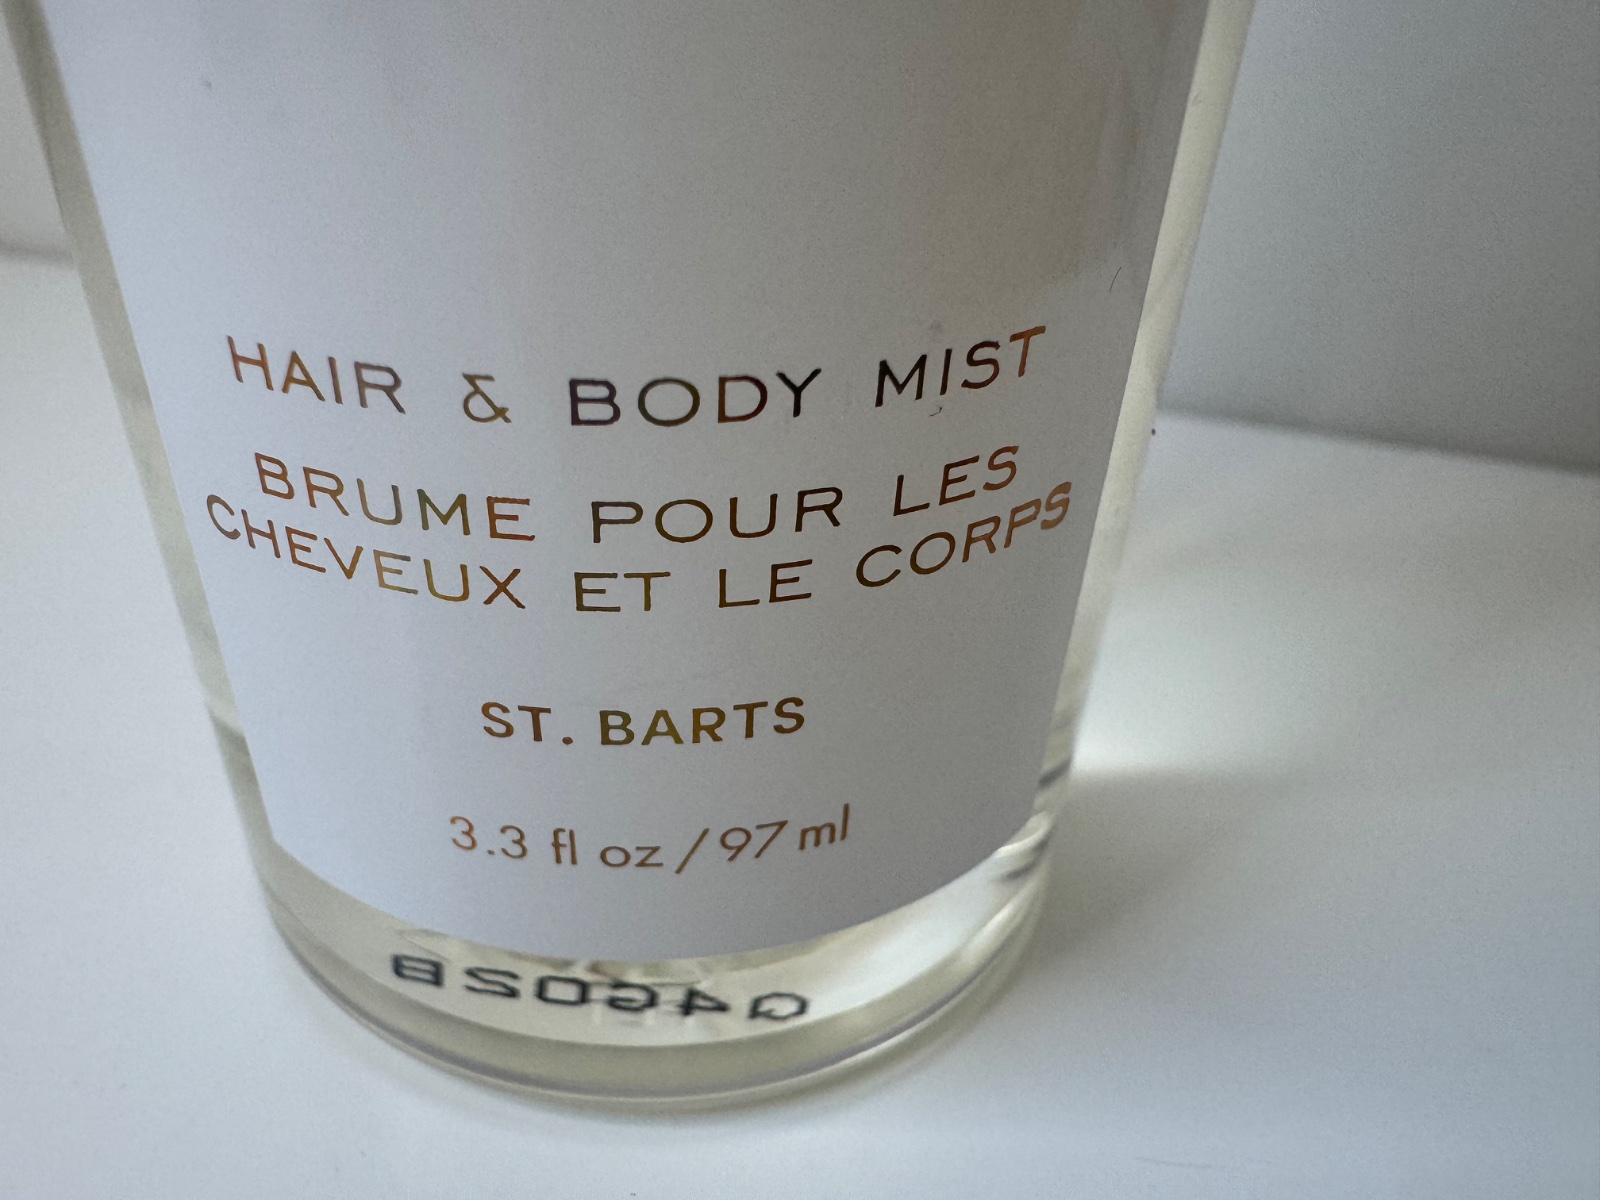 HAIR & BODY MIST
BRUME POUR LES
CHEVEUX ET LE CORPS
ST. BARTS
3.3 fl oz / 97 ml